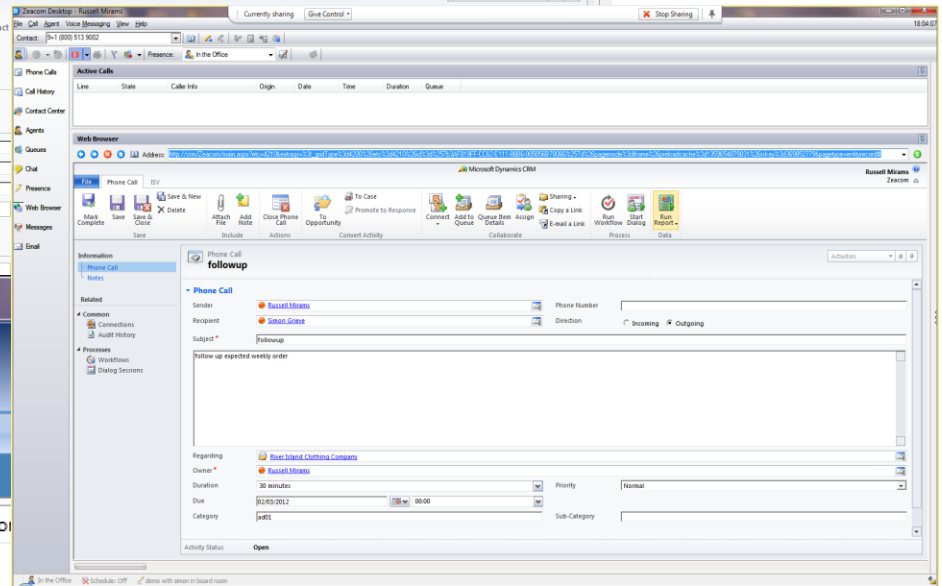 Zeacom Desktop - Russell Mirams
Currently sharing Give Control Stop Sharing
File Call Agent Voice Messaging View Help
18:04:07
Contact: 9+1 (800) 513 9002
Presence: In the Office
Phone Calls
Call History
Contact Center
Agents
Queues
Chat
Presence
Web Browser
Messages
Email
Active Calls
Line State Caller Info Origin Date Time Duration Queue
Web Browser
Address:
Microsoft Dynamics CRM
Russell Mirams
Zeacom
File Phone Call ISV
Mark Complete
Save
Save & Close
Save & New
Delete
Save
Attach File
Add Note
Include
Close Phone Call
Actions
To Opportunity
To Case
Promote to Response
Convert Activity
Connect
Add to Queue
Queue Item Details
Assign
Sharing
Copy a Link
E-mail a Link
Collaborate
Run Workflow
Start Dialog
Process
Run Report
Data
Information
Phone Call
Notes
Related
Common
Connections
Audit History
Processes
Workflows
Dialog Sessions
Phone Call
followup
Activities
Phone Call
Sender Russell Mirams Phone Number
Recipient Simon Grieve Direction Incoming Outgoing
Subject * followup
follow up expected weekly order
Regarding River Island Clothing Company
Owner * Russell Mirams
Duration 30 minutes Priority Normal
Due 02/03/2012 00:00
Category ad01 Sub-Category
Activity Status Open
In the Office Schedule: Off demo with simon in board room